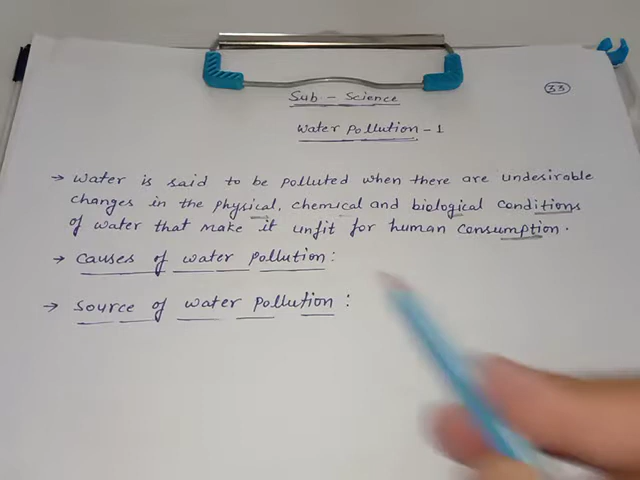 Sub - Science
33
Water Pollution - 1
→ Water is said to be polluted when there are undesirable
changes in the physical, chemical and biological conditions
of water that make it unfit for human consumption.
→ Causes of water pollution:
→ Source of water pollution: